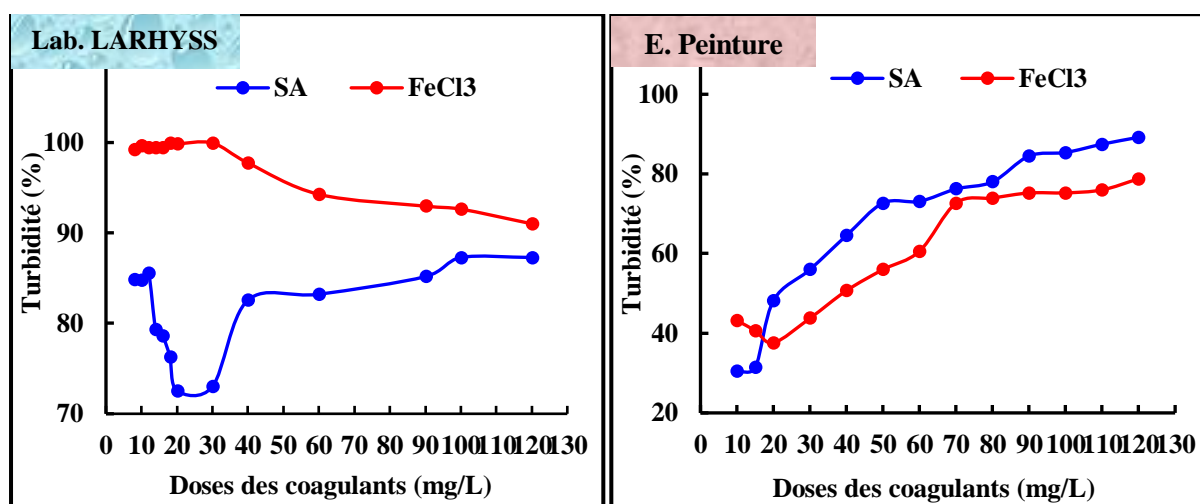 Lab. LARHYSS
SA
FeCl3
Turbidité (%)
100
90
80
70
0 10 20 30 40 50 60 70 80 90 100 110 120 130
Doses des coagulants (mg/L)
E. Peinture
SA
FeCl3
Turbidité (%)
100
80
60
40
20
0 10 20 30 40 50 60 70 80 90 100 110 120 130
Doses des coagulants (mg/L)